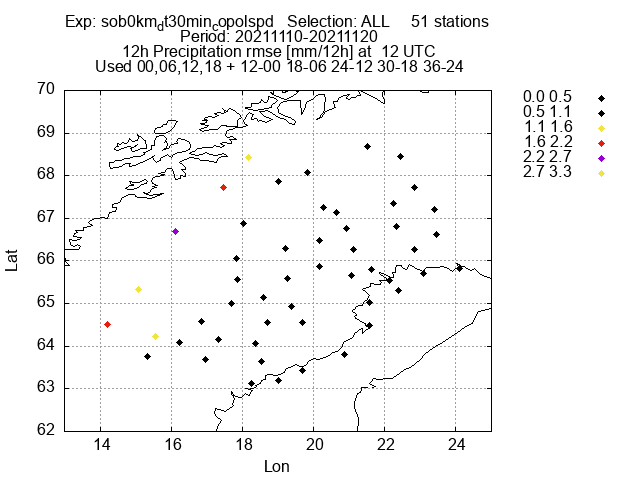 Exp: sob0km_dt30min_copolspd Selection: ALL 51 stations
Period: 20211110-20211120
12h Precipitation rmse [mm/12h] at 12 UTC
Used 00,06,12,18 + 12-00 18-06 24-12 30-18 36-24
0.0 0.5
0.5 1.1
1.1 1.6
1.6 2.2
2.2 2.7
2.7 3.3
70
69
68
67
66
65
64
63
62
Lat
14 16 18 20 22 24
Lon